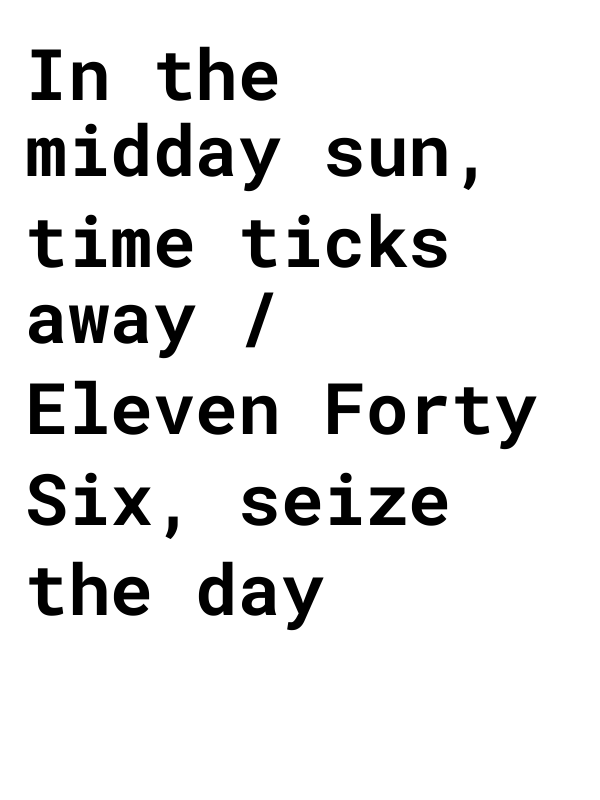 In the
midday sun,
time ticks
away /
Eleven Forty
Six, seize
the day